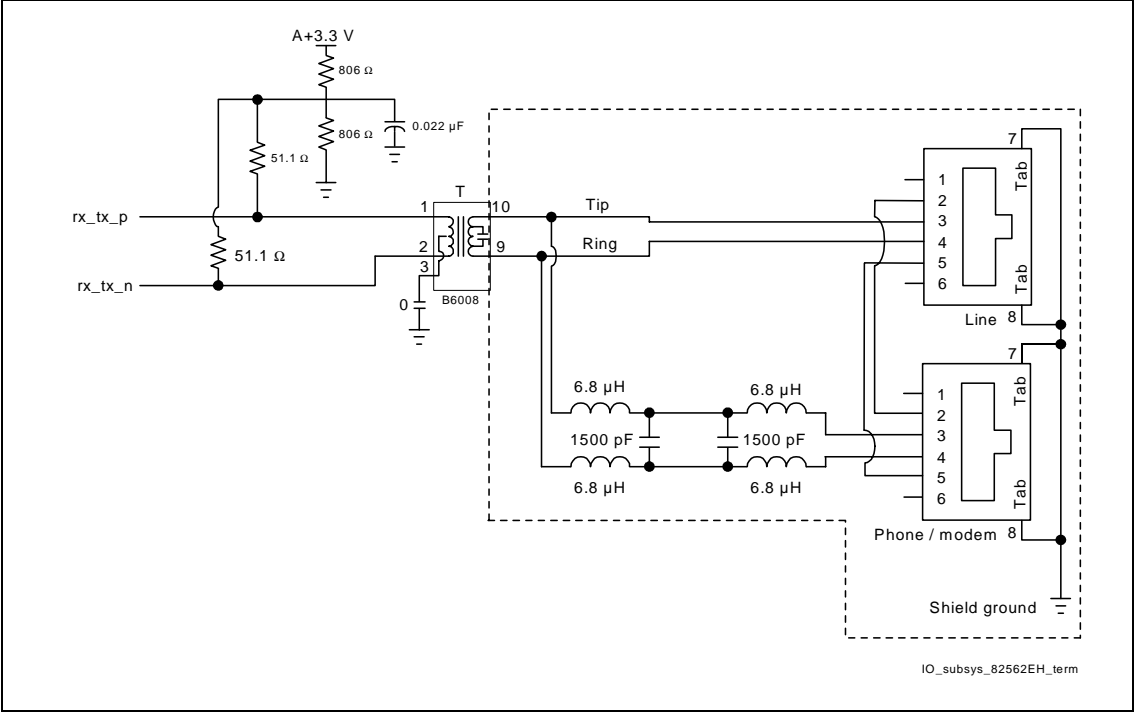 A+3.3 V
806 Ω
806 Ω
0.022 µF
51.1 Ω
rx_tx_p
51.1 Ω
rx_tx_n
T
1
2
3
10
9
0
B6008
Tip
Ring
7
1
2
3
4
5
6
Tab
Tab
Line
8
7
1
2
3
4
5
6
Tab
Tab
Phone / modem
8
6.8 µH
6.8 µH
1500 pF
1500 pF
6.8 µH
6.8 µH
Shield ground
IO_subsys_82562EH_term